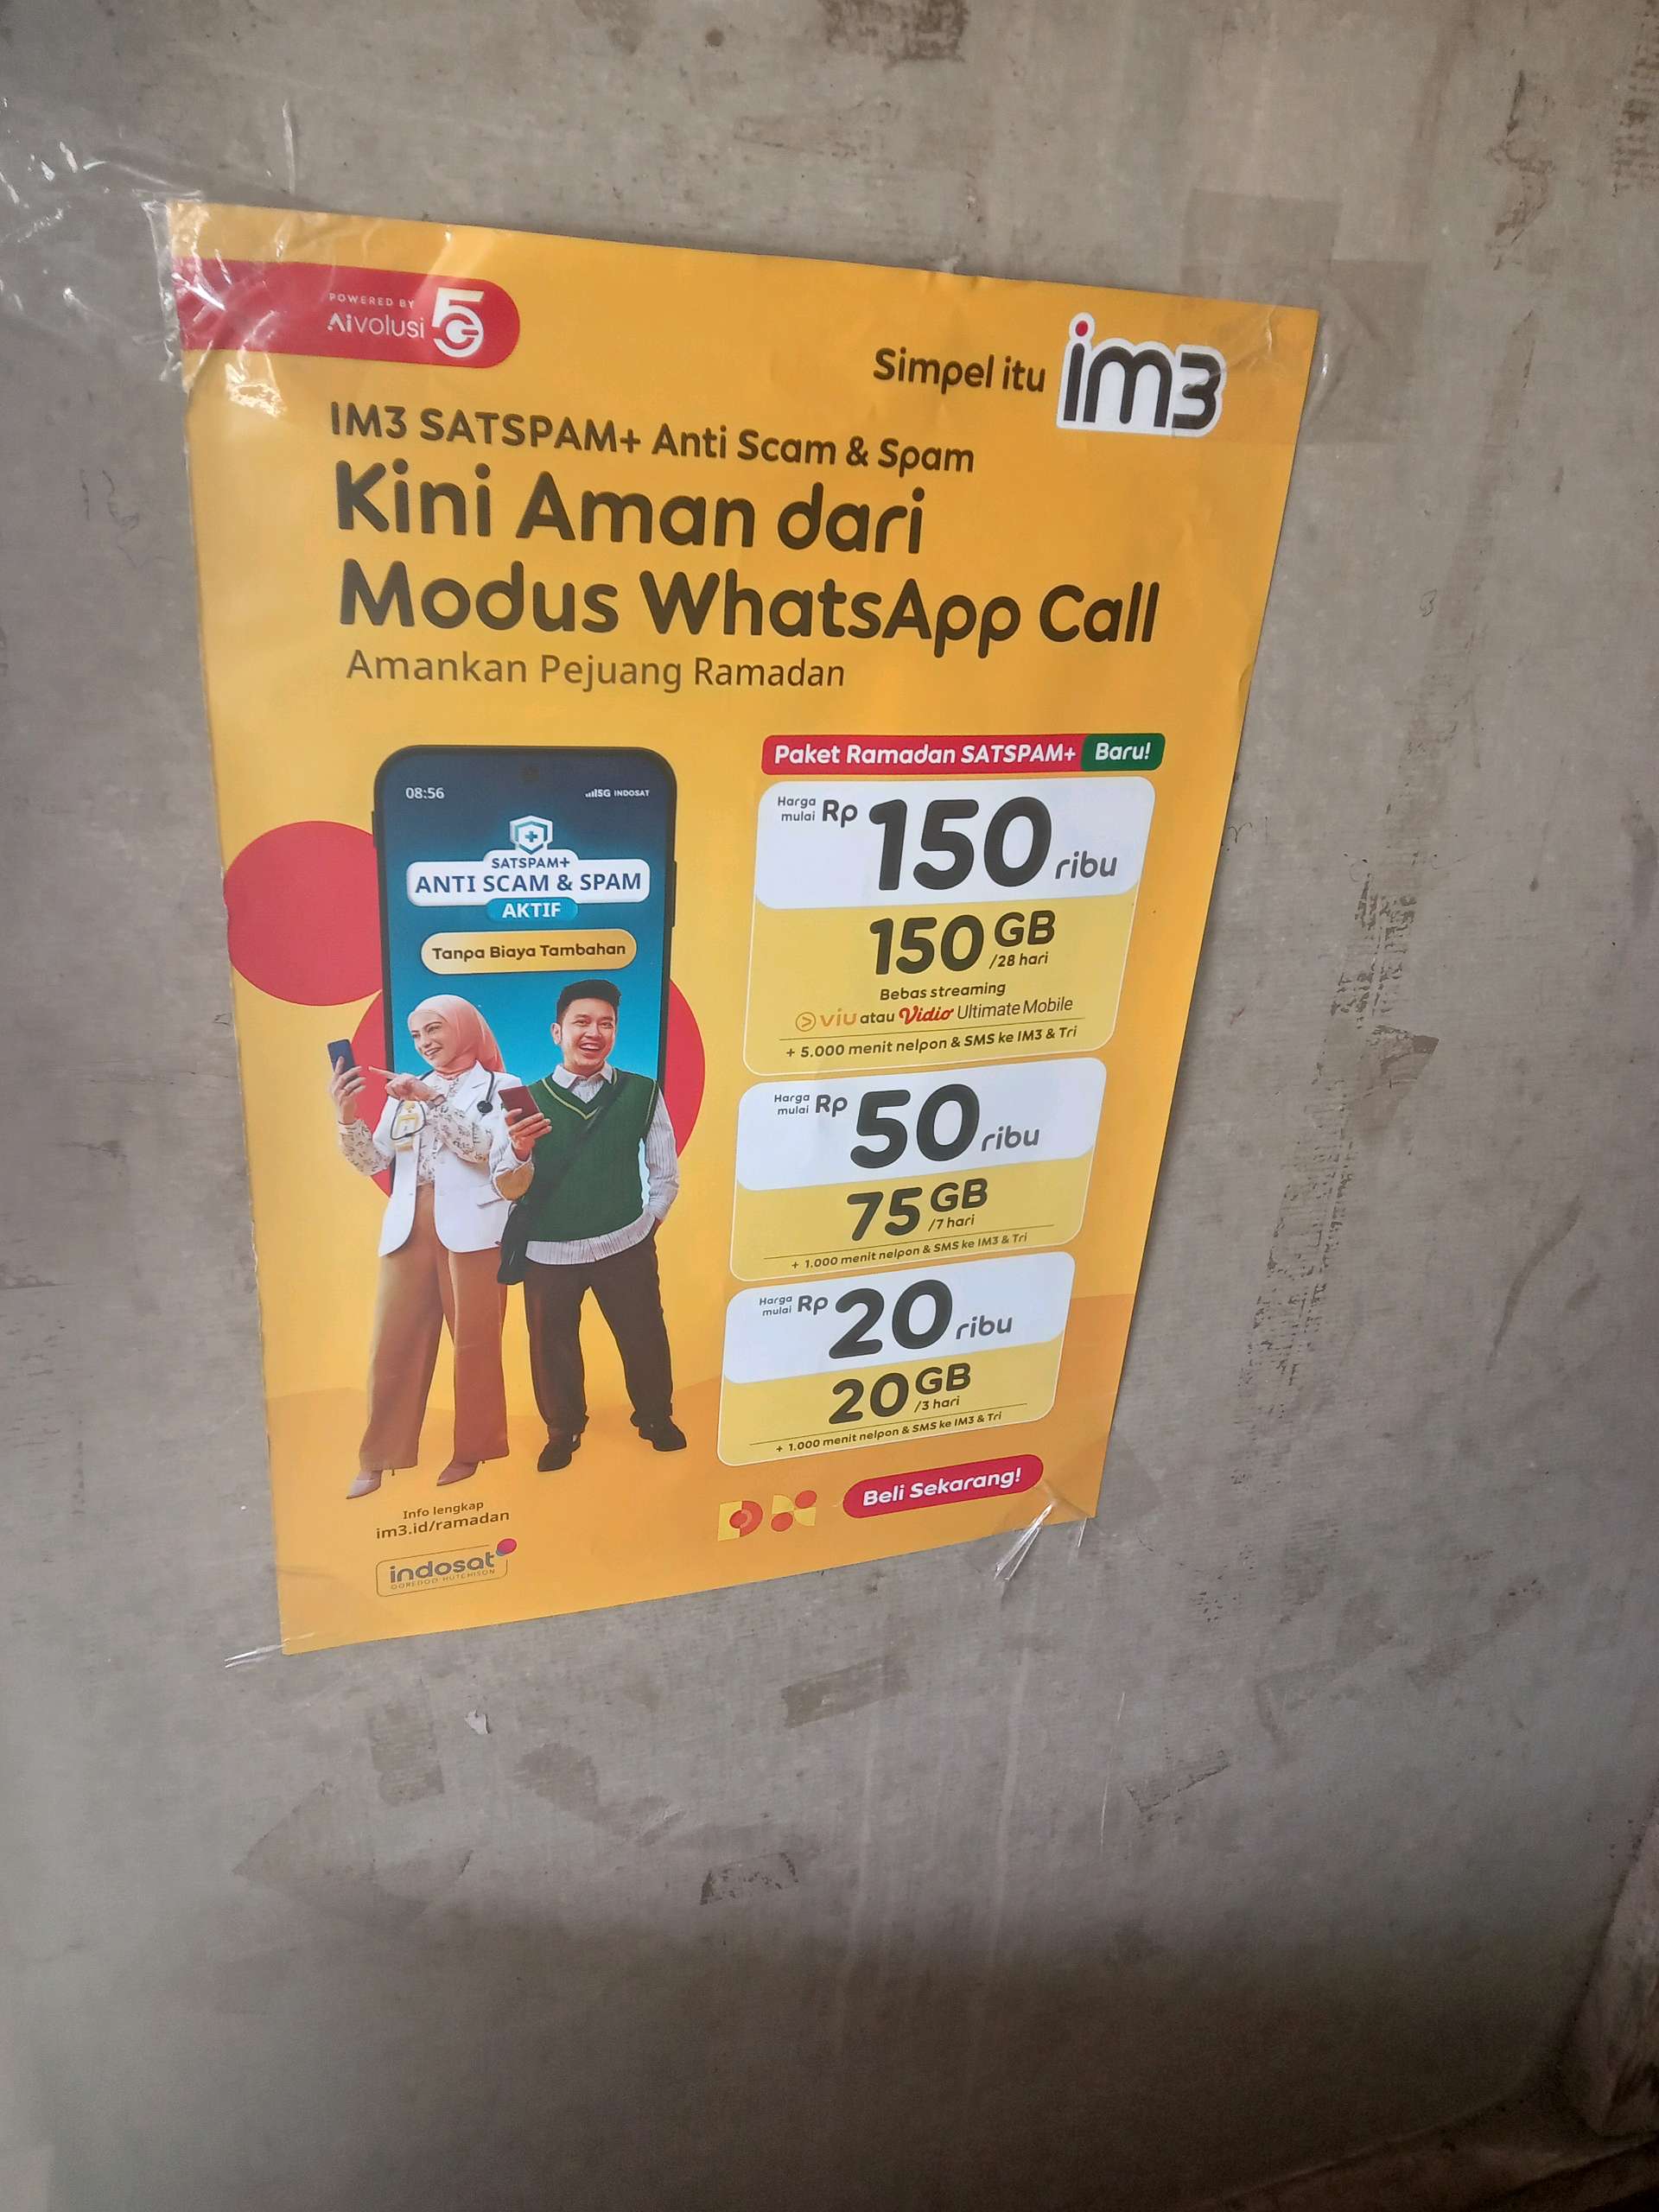 POWERED BY
Aivolusi 5G
Simpel itu im3
IM3 SATSPAM+ Anti Scam & Spam
Kini Aman dari
Modus WhatsApp Call
Amankan Pejuang Ramadan
08:56
5G INDOSAT
SATSPAM+
ANTI SCAM & SPAM
AKTIF
Tanpa Biaya Tambahan
Paket Ramadan SATSPAM+ Baru!
Harga
mulai Rp 150 ribu
150 GB
/28 hari
Bebas streaming
viu atau Vidio Ultimate Mobile
+ 5.000 menit nelpon & SMS ke IM3 & Tri
Harga
mulai Rp 50 ribu
75 GB
/7 hari
+ 1.000 menit nelpon & SMS ke IM3 & Tri
Harga
mulai Rp 20 ribu
20 GB
/3 hari
+ 1.000 menit nelpon & SMS ke IM3 & Tri
Beli Sekarang!
Info lengkap
im3.id/ramadan
indosat
OOREDOO HUTCHISON